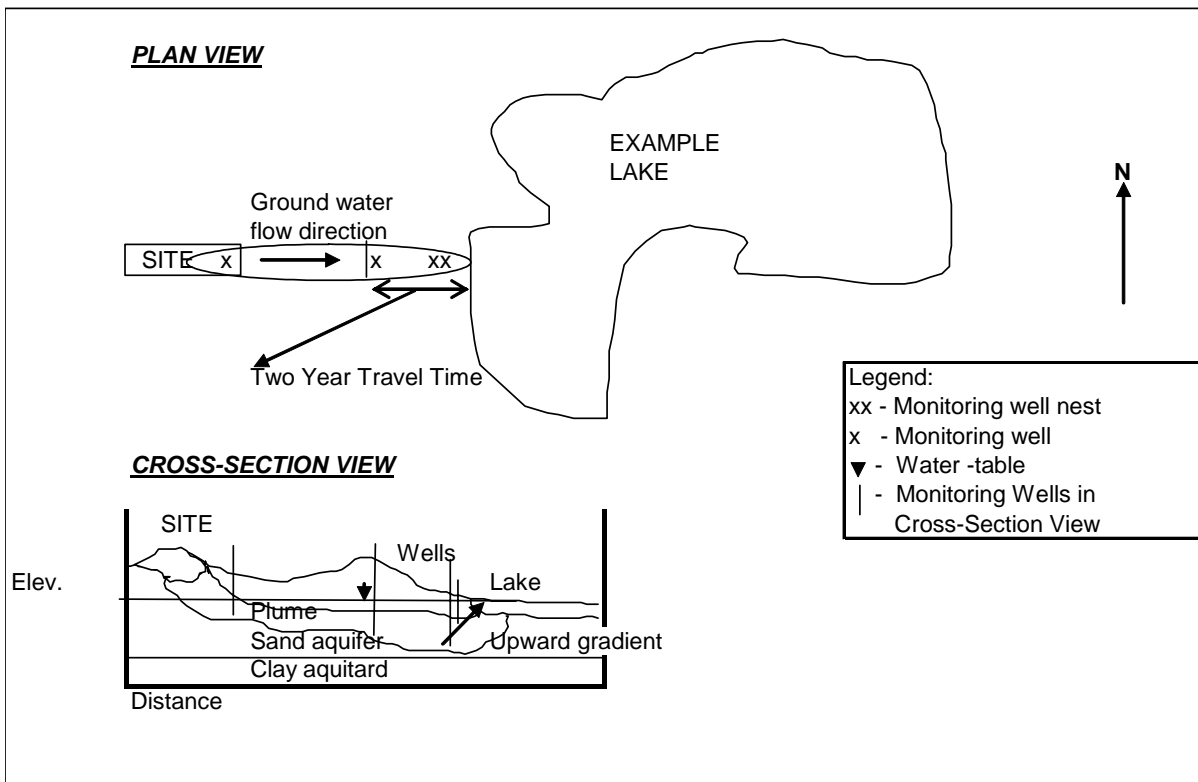 PLAN VIEW
EXAMPLE
LAKE
N
Ground water
flow direction
SITE x x xx
Two Year Travel Time
Legend:
xx - Monitoring well nest
x - Monitoring well
- Water -table
- Monitoring Wells in
Cross-Section View
CROSS-SECTION VIEW
SITE
Wells
Elev.
Lake
Plume
Sand aquifer
Upward gradient
Clay aquitard
Distance